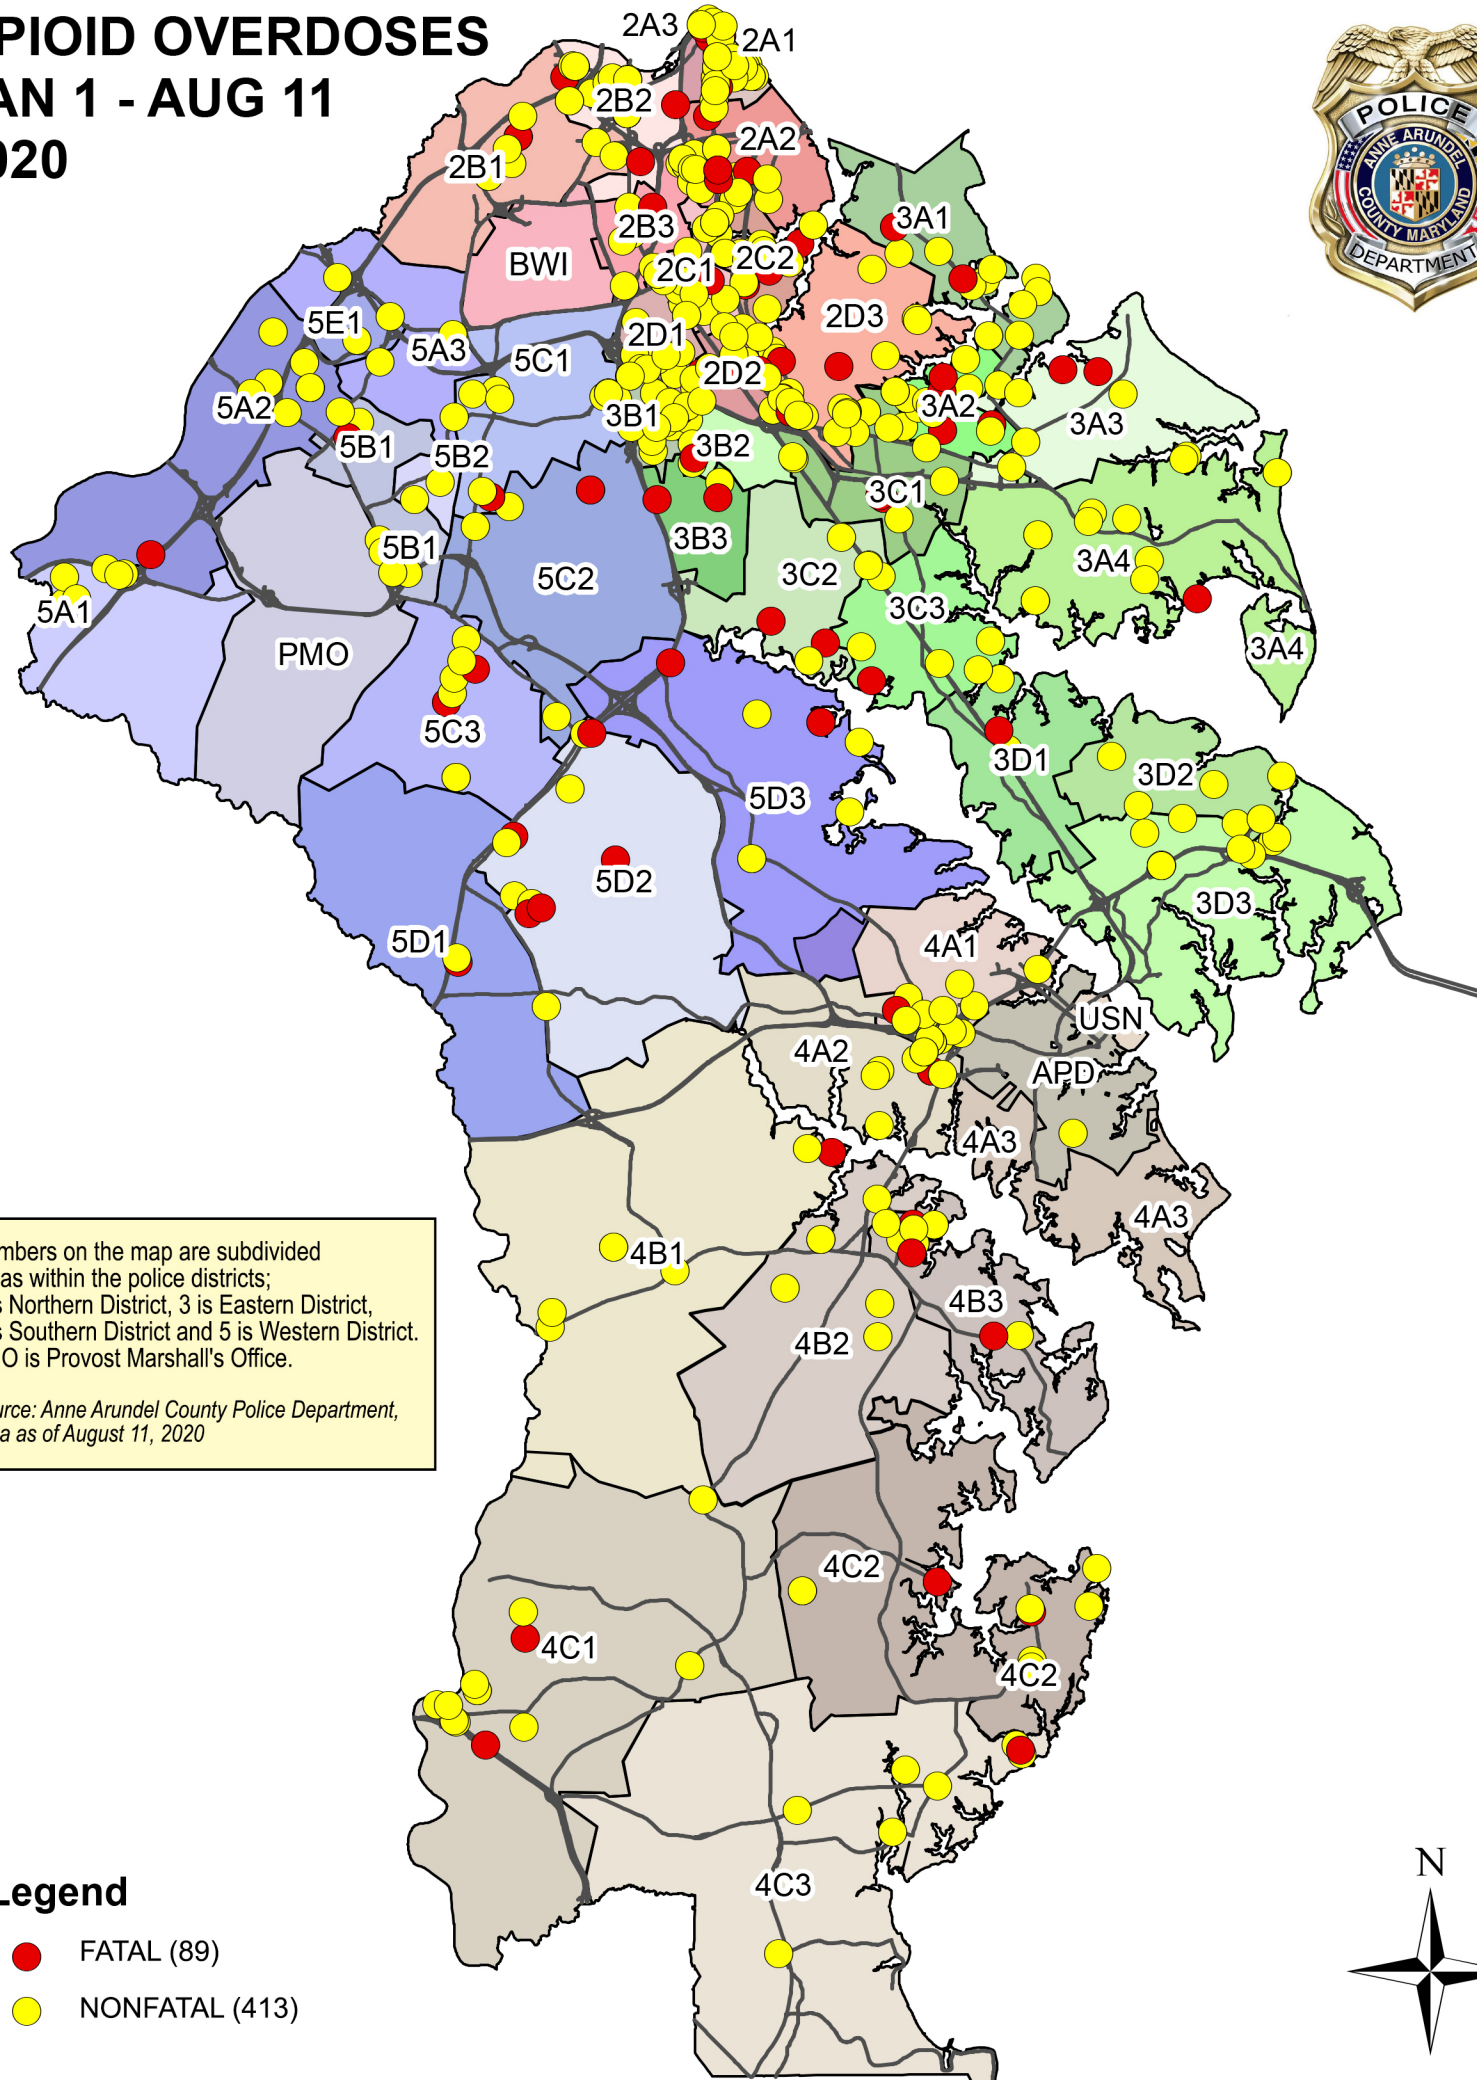 PIOID OVERDOSES
AN 1 - AUG 11
020
POLICE
ANNE ARUNDEL
COUNTY MARYLAND
DEPARTMENT
2A3
2A1
2B2
2A2
2B1
3A1
2B3
BWI
2C1
2C2
2D3
5E1
5A3
2D1
5C1
2D2
5A2
3B1
3A2
3A3
5B1
5B2
3B2
3C1
3B3
5B1
5C2
3C2
3A4
5A1
3C3
PMO
3A4
5C3
3D1
3D2
5D3
5D2
3D3
5D1
4A1
USN
4A2
APD
4A3
4A3
4B1
4B3
4B2
mbers on the map are subdivided
as within the police districts;
s Northern District, 3 is Eastern District,
s Southern District and 5 is Western District.
O is Provost Marshall's Office.
urce: Anne Arundel County Police Department,
a as of August 11, 2020
4C2
4C1
4C2
4C3
Legend
FATAL (89)
NONFATAL (413)
N